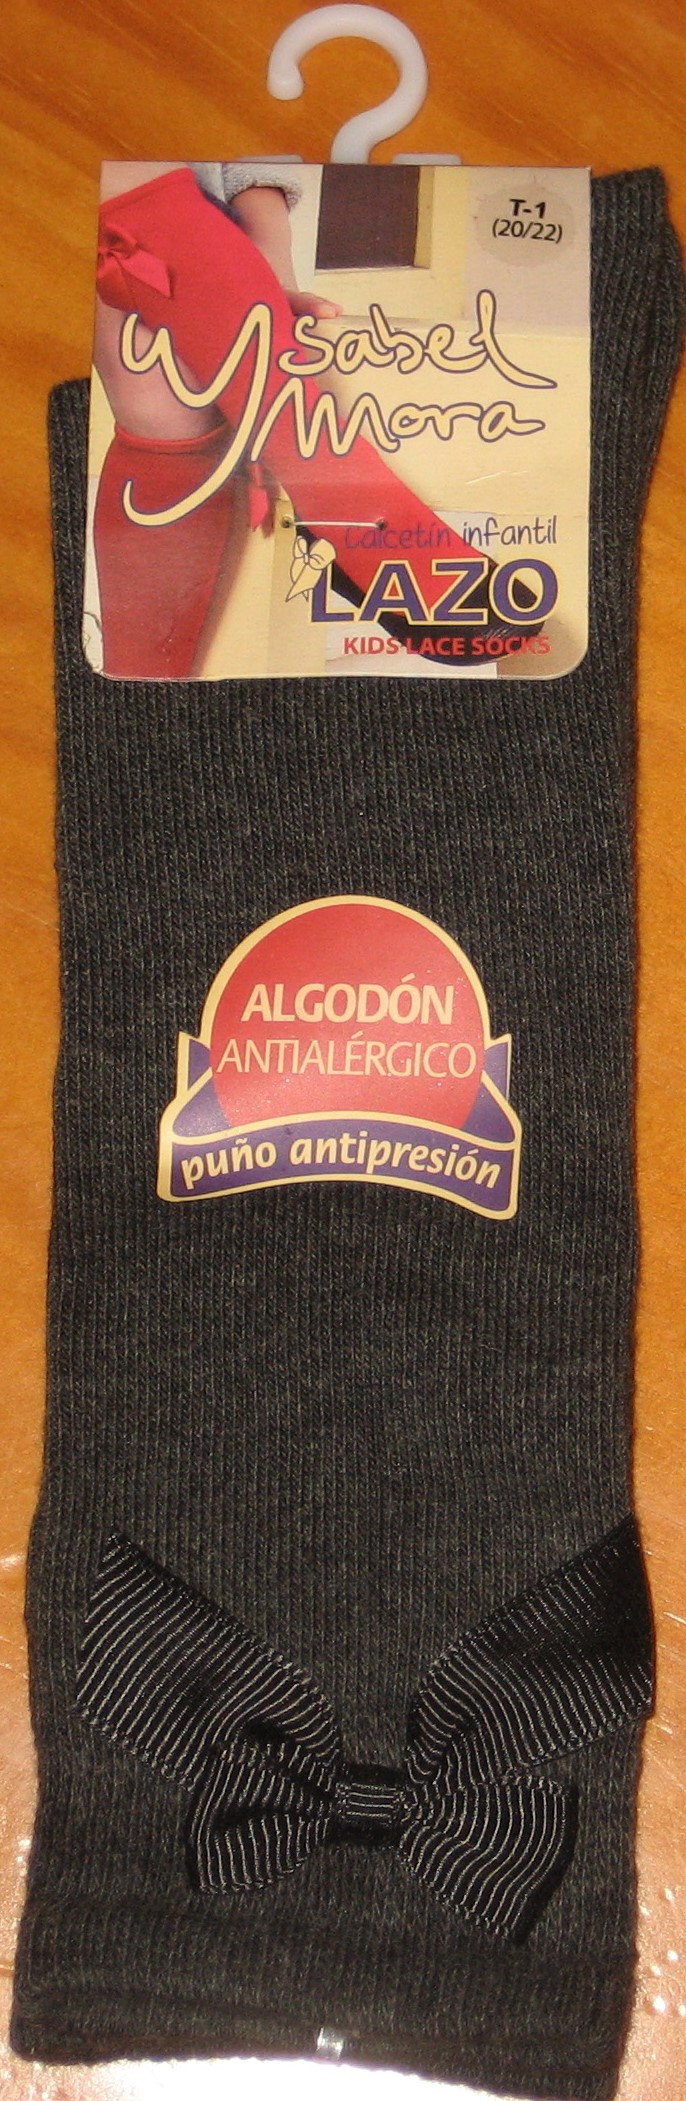 T-1
(20/22)
Ysabel
Mora
Calcetín infantil
LAZO
KIDS LACE SOCKS
ALGODÓN
ANTIALÉRGICO
puño antipresión